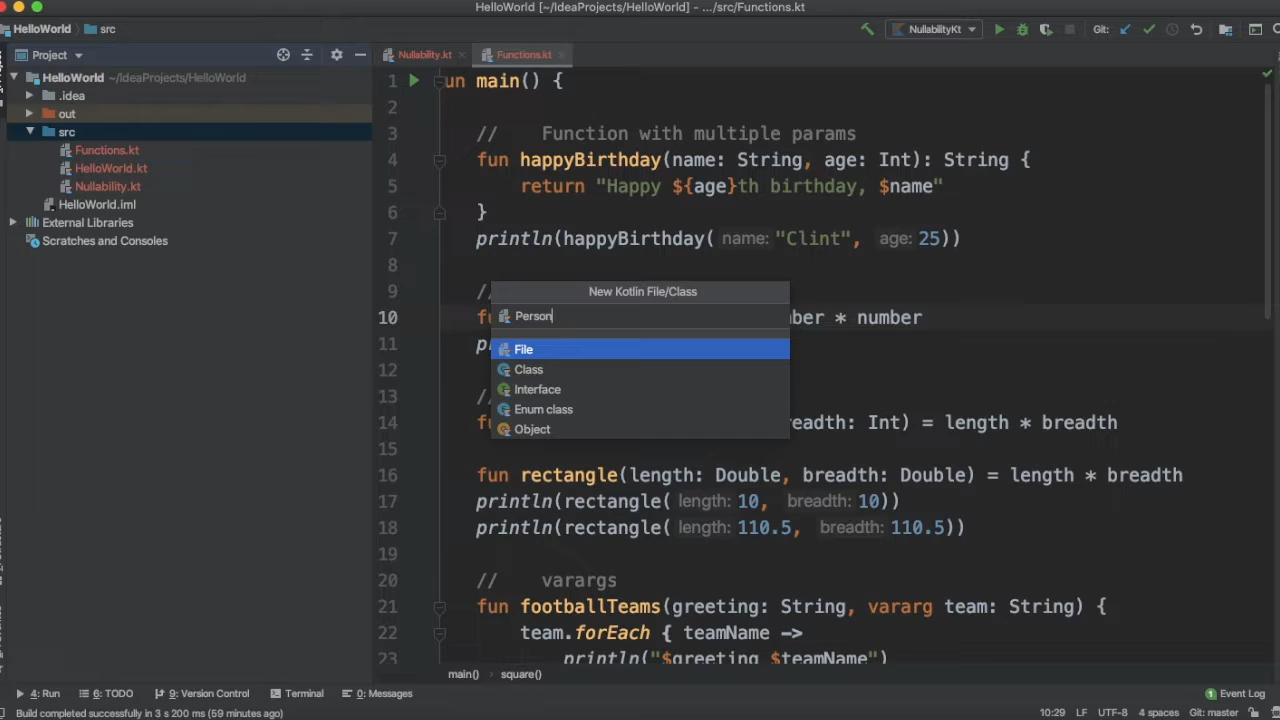 HelloWorld [~/IdeaProjects/HelloWorld] - .../src/Functions.kt
HelloWorld src NullabilityKt Git:
Project Nullability.kt Functions.kt
HelloWorld ~/IdeaProjects/HelloWorld
.idea
out
src
Functions.kt
HelloWorld.kt
Nullability.kt
HelloWorld.iml
External Libraries
Scratches and Consoles
1 un main() {
2
3 // Function with multiple params
4 fun happyBirthday(name: String, age: Int): String {
5 return "Happy ${age}th birthday, $name"
6 }
7 println(happyBirthday( name: "Clint", age: 25))
8
9 //
10 mber * number
11
12
13 //
14 readth: Int) = length * breadth
15
16 fun rectangle(length: Double, breadth: Double) = length * breadth
17 println(rectangle( length: 10, breadth: 10))
18 println(rectangle( length: 110.5, breadth: 110.5))
19
20 // varargs
21 fun footballTeams(greeting: String, vararg team: String) {
22 team.forEach { teamName ->
23 println("$greeting $teamName")
New Kotlin File/Class
Person
File
Class
Interface
Enum class
Object
main() square()
4: Run 6: TODO 9: Version Control Terminal 0: Messages 1 Event Log
Build completed successfully in 3 s 200 ms (59 minutes ago) 10:29 LF UTF-8 4 spaces Git: master